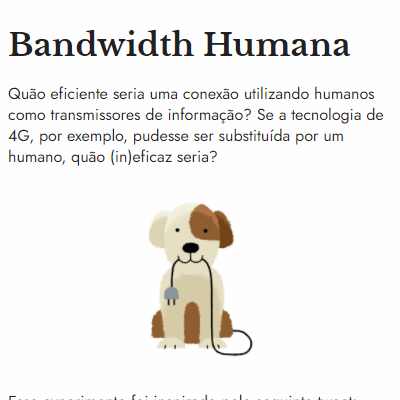 Bandwidth Humana
Quão eficiente seria uma conexão utilizando humanos
como transmissores de informação? Se a tecnologia de
4G, por exemplo, pudesse ser substituída por um
humano, quão (in)eficaz seria?